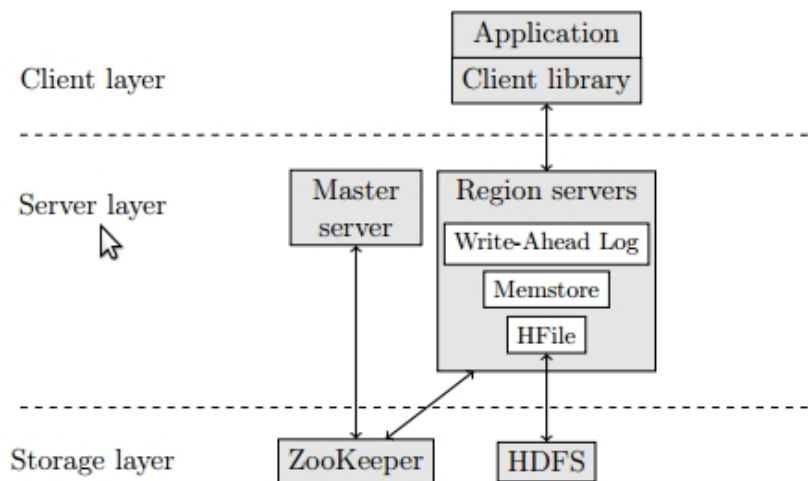 Application
Client layer
Client library
Server layer
Master
server
Region servers
Write-Ahead Log
Memstore
HFile
Storage layer
ZooKeeper
HDFS